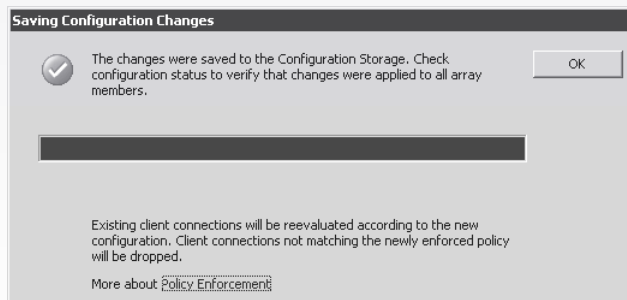 Saving Configuration Changes
The changes were saved to the Configuration Storage. Check
configuration status to verify that changes were applied to all array
members.
OK
Existing client connections will be reevaluated according to the new
configuration. Client connections not matching the newly enforced policy
will be dropped.
More about Policy Enforcement